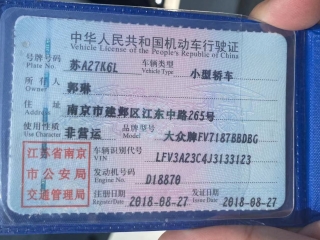 中华人民共和国机动车行驶证
Vehicle License of the People's Republic of China
号牌号码 苏A27K6L 车辆类型 小型轿车
Plate No. Vehicle Type
所有人 郭琳
Owner
住址 南京市建邺区江东中路265号
Address
使用性质 非营运 大众牌FV7187BBDBG
Use Character
江苏省南京 车辆识别代号 LFV3A23C4J3133123
VIN
市公安局 发动机号码 D18870
Engine No.
交通管理局 注册日期 2018-08-27 发证日期 2018-08-27
Issue Date